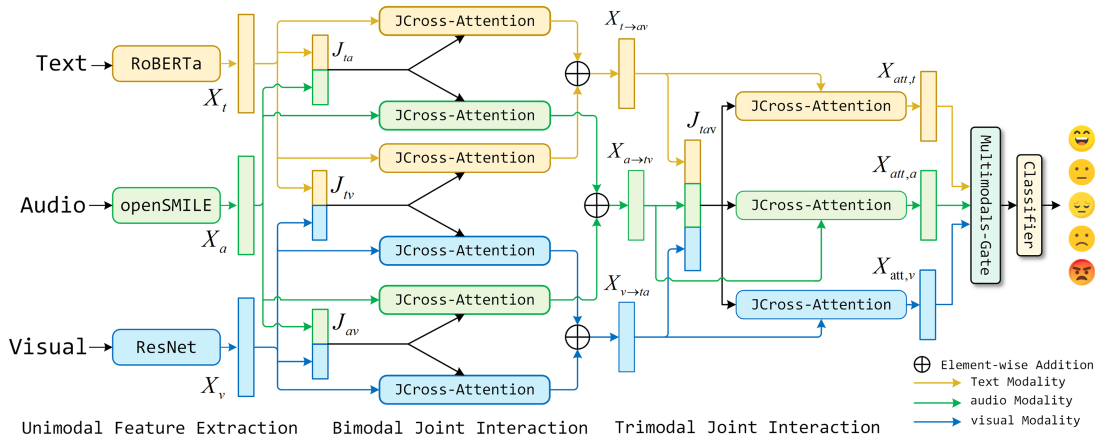 Text
RoBERTa
X_t
Audio
openSMILE
X_a
Visual
ResNet
X_v
Unimodal Feature Extraction
JCross-Attention
J_ta
JCross-Attention
JCross-Attention
J_tv
JCross-Attention
JCross-Attention
J_av
JCross-Attention
Bimodal Joint Interaction
X_t→av
X_a→tv
X_v→ta
J_tav
JCross-Attention
JCross-Attention
JCross-Attention
Trimodal Joint Interaction
X_att,t
X_att,a
X_att,v
Multimodals-Gate
Classifier
Element-wise Addition
Text Modality
audio Modality
visual Modality